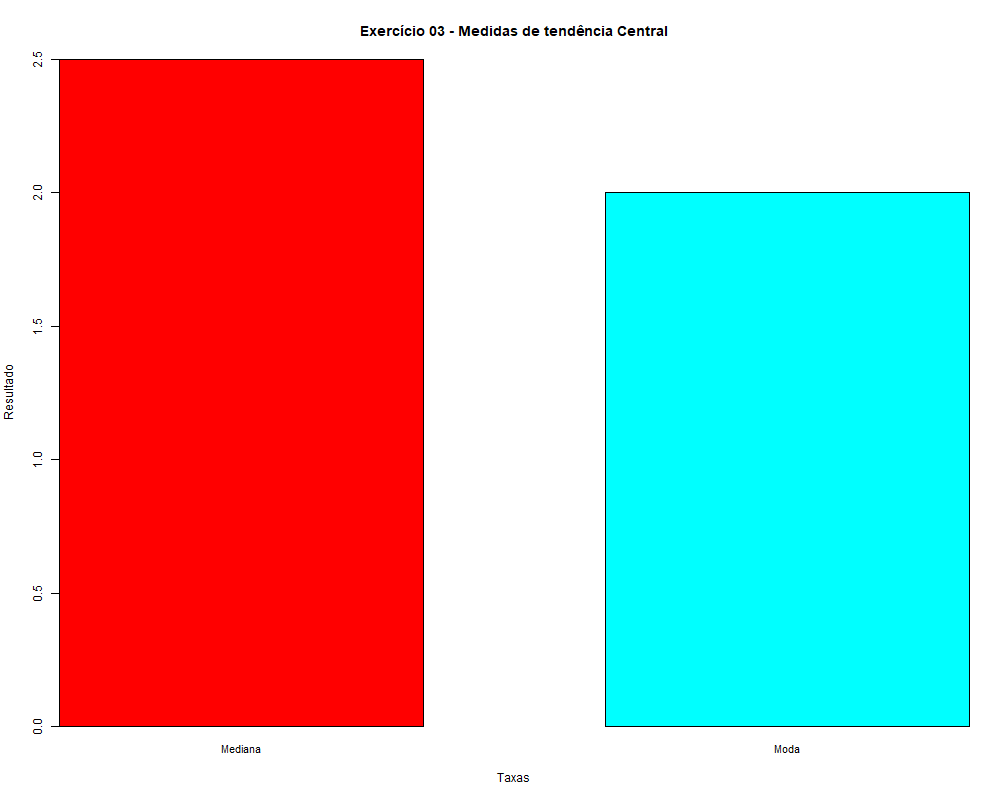 Exercício 03 - Medidas de tendência Central
2.5
2.0
1.5
1.0
0.5
0.0
Resultado
Mediana
Moda
Taxas